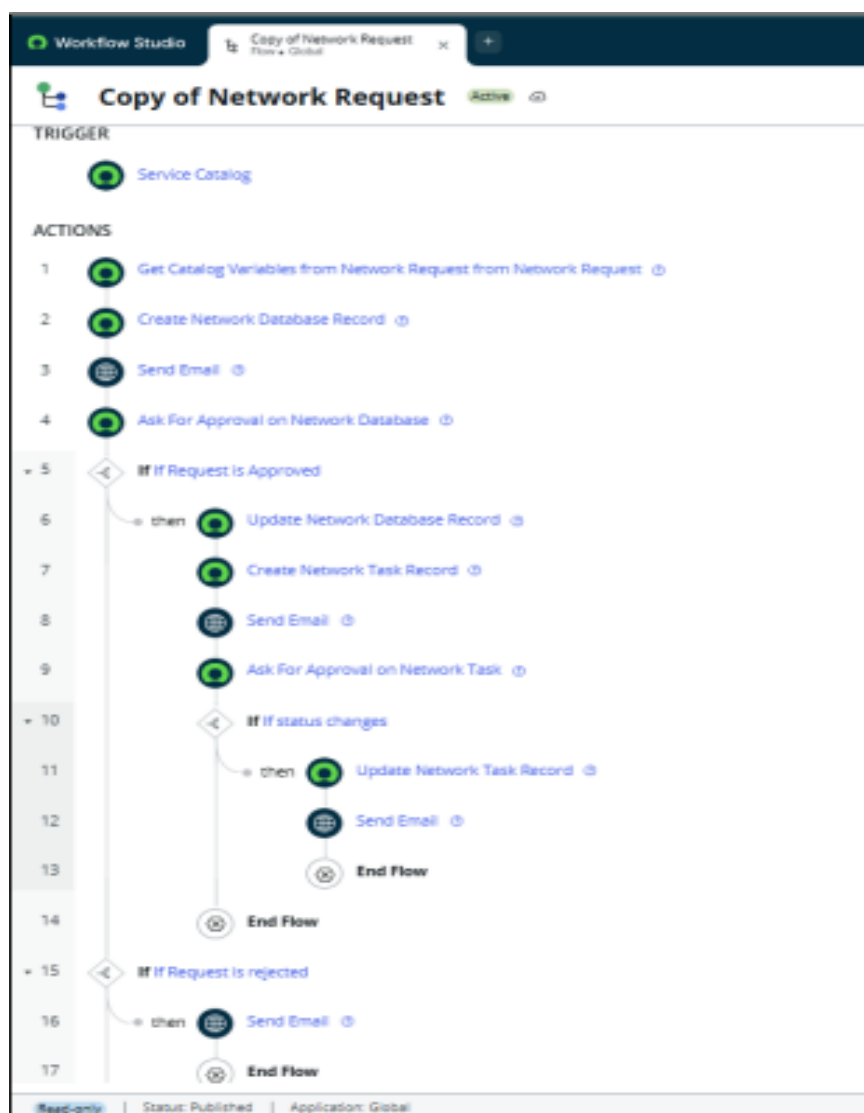 Workflow Studio
Copy of Network Request
Flow • Global
Copy of Network Request Active
TRIGGER
Service Catalog
ACTIONS
1 Get Catalog Variables from Network Request from Network Request
2 Create Network Database Record
3 Send Email
4 Ask For Approval on Network Database
5 If If Request is Approved
6 then Update Network Database Record
7 Create Network Task Record
8 Send Email
9 Ask For Approval on Network Task
10 If If status changes
11 then Update Network Task Record
12 Send Email
13 End Flow
14 End Flow
15 If If Request is rejected
16 then Send Email
17 End Flow
Read-only | Status: Published | Application: Global